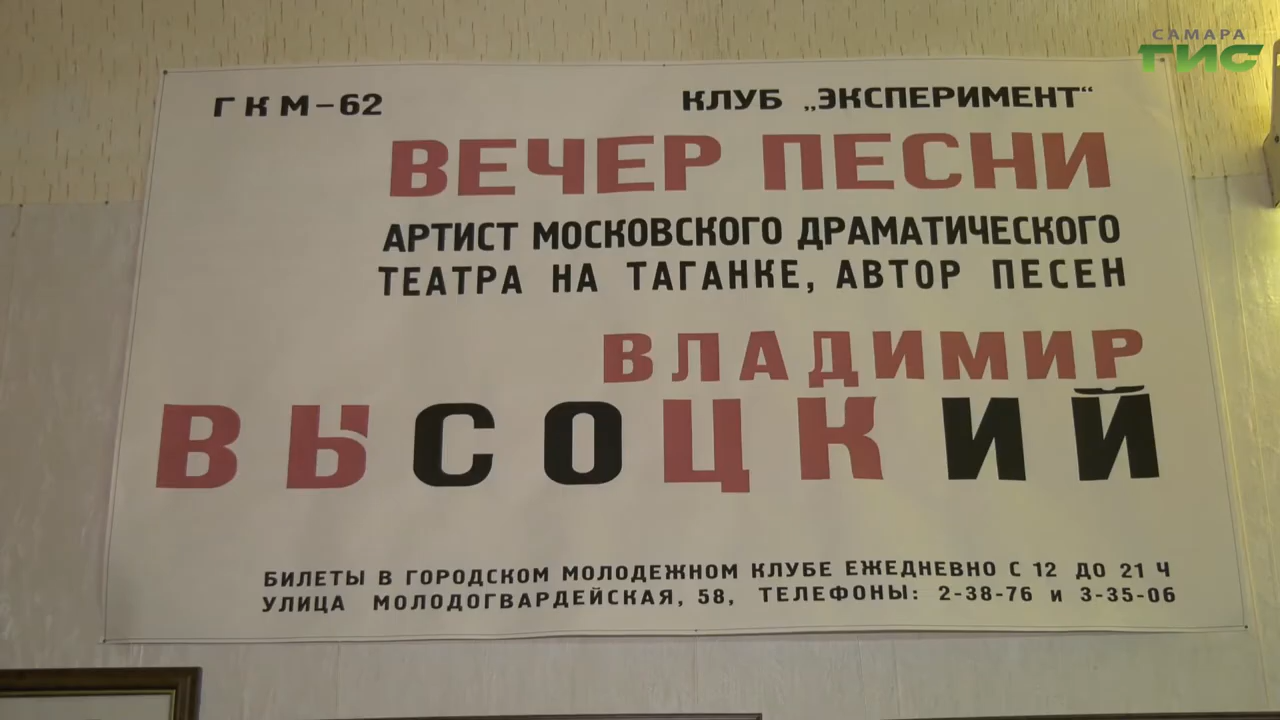 САМАРА
ГИС
ГКМ-62 КЛУБ „ЭКСПЕРИМЕНТ“
ВЕЧЕР ПЕСНИ
АРТИСТ МОСКОВСКОГО ДРАМАТИЧЕСКОГО
ТЕАТРА НА ТАГАНКЕ, АВТОР ПЕСЕН
ВЛАДИМИР
ВЫСОЦКИЙ
БИЛЕТЫ В ГОРОДСКОМ МОЛОДЕЖНОМ КЛУБЕ ЕЖЕДНЕВНО С 12 ДО 21 Ч
УЛИЦА МОЛОДОГВАРДЕЙСКАЯ, 58, ТЕЛЕФОНЫ: 2-38-76 и 3-35-06